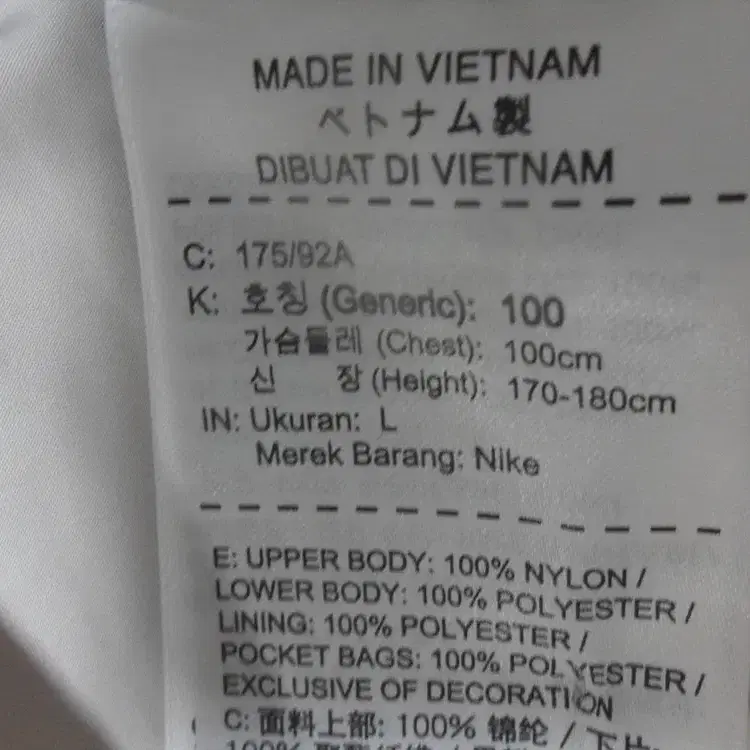 MADE IN VIETNAM
ベトナム製
DIBUAT DI VIETNAM
C: 175/92A
K: 호칭 (Generic): 100
가슴둘레 (Chest): 100cm
신 장 (Height): 170-180cm
IN: Ukuran: L
Merek Barang: Nike
E: UPPER BODY: 100% NYLON /
LOWER BODY: 100% POLYESTER /
LINING: 100% POLYESTER /
POCKET BAGS: 100% POLYESTER /
EXCLUSIVE OF DECORATION
C: 面料上部: 100% 锦纶 / 下片
100%